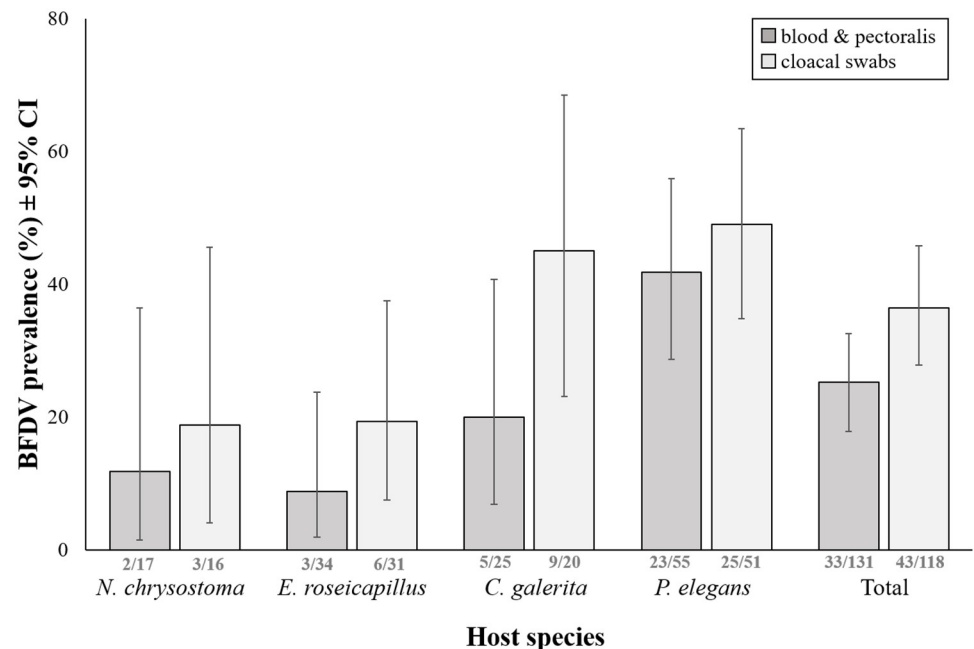 80
60
40
20
0
BFDV prevalence (%) ± 95% CI
blood & pectoralis
cloacal swabs
2/17 3/16 3/34 6/31 5/25 9/20 23/55 25/51 33/131 43/118
N. chrysostoma E. roseicapillus C. galerita P. elegans Total
Host species